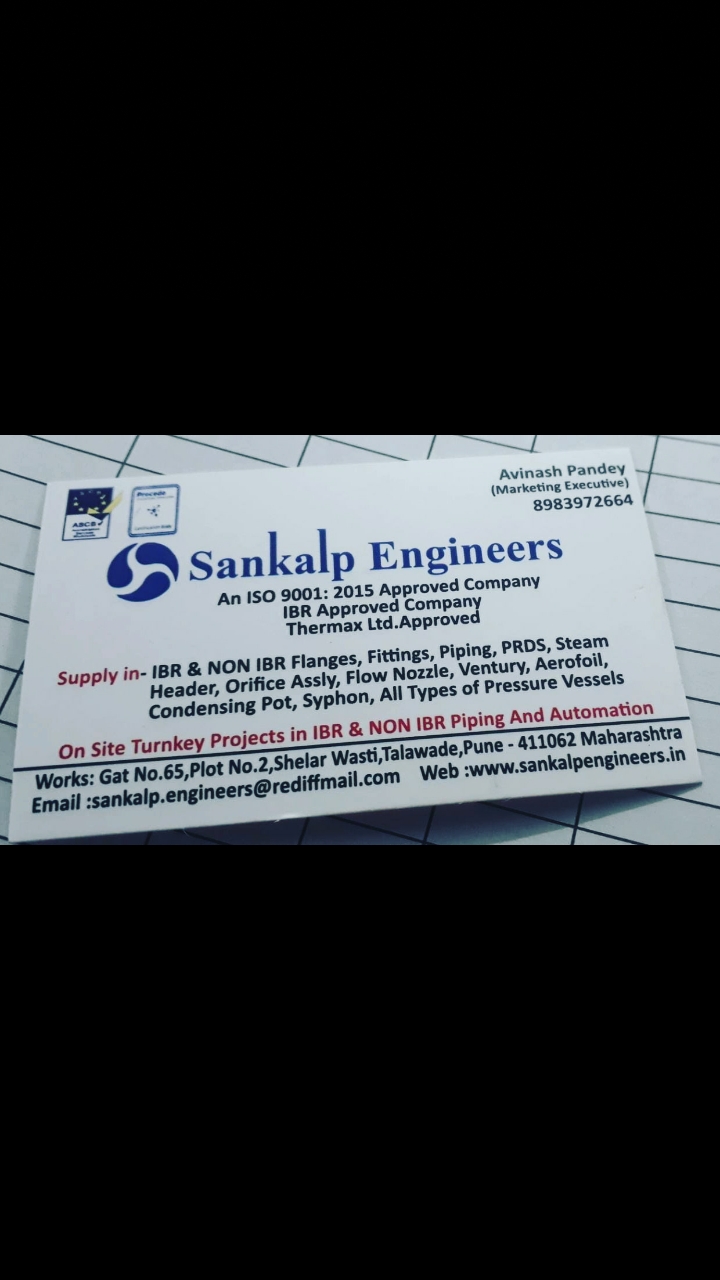 Avinash Pandey
(Marketing Executive)
8983972664
ABCB
Procede
Sankalp Engineers
An ISO 9001: 2015 Approved Company
IBR Approved Company
Thermax Ltd.Approved
Supply in- IBR & NON IBR Flanges, Fittings, Piping, PRDS, Steam
Header, Orifice Assly, Flow Nozzle, Ventury, Aerofoil,
Condensing Pot, Syphon, All Types of Pressure Vessels
On Site Turnkey Projects in IBR & NON IBR Piping And Automation
Works: Gat No.65,Plot No.2,Shelar Wasti,Talawade,Pune - 411062 Maharashtra
Email :sankalp.engineers@rediffmail.com Web :www.sankalpengineers.in